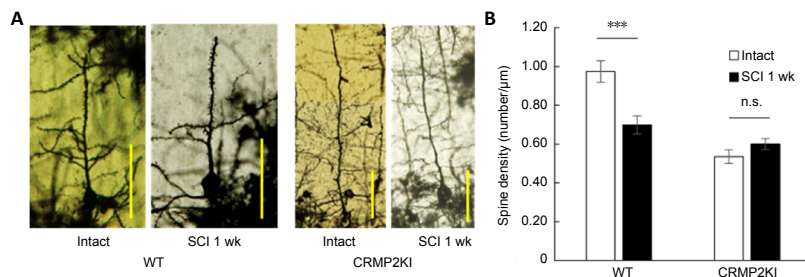 A
Intact
SCI 1 wk
Intact
SCI 1 wk
WT
CRMP2KI
B
Spine density (number/μm)
1.20
1.00
0.80
0.60
0.40
0.20
0
***
n.s.
Intact
SCI 1 wk
WT
CRMP2KI